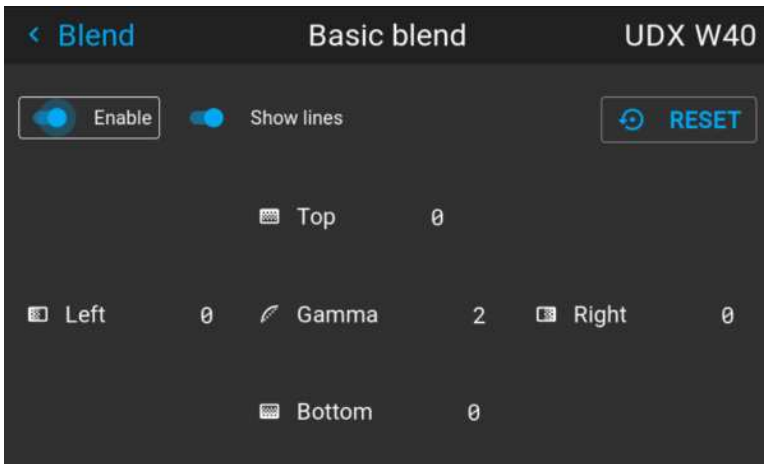 < Blend Basic blend UDX W40
Enable Show lines RESET
Top 0
Left 0 Gamma 2 Right 0
Bottom 0